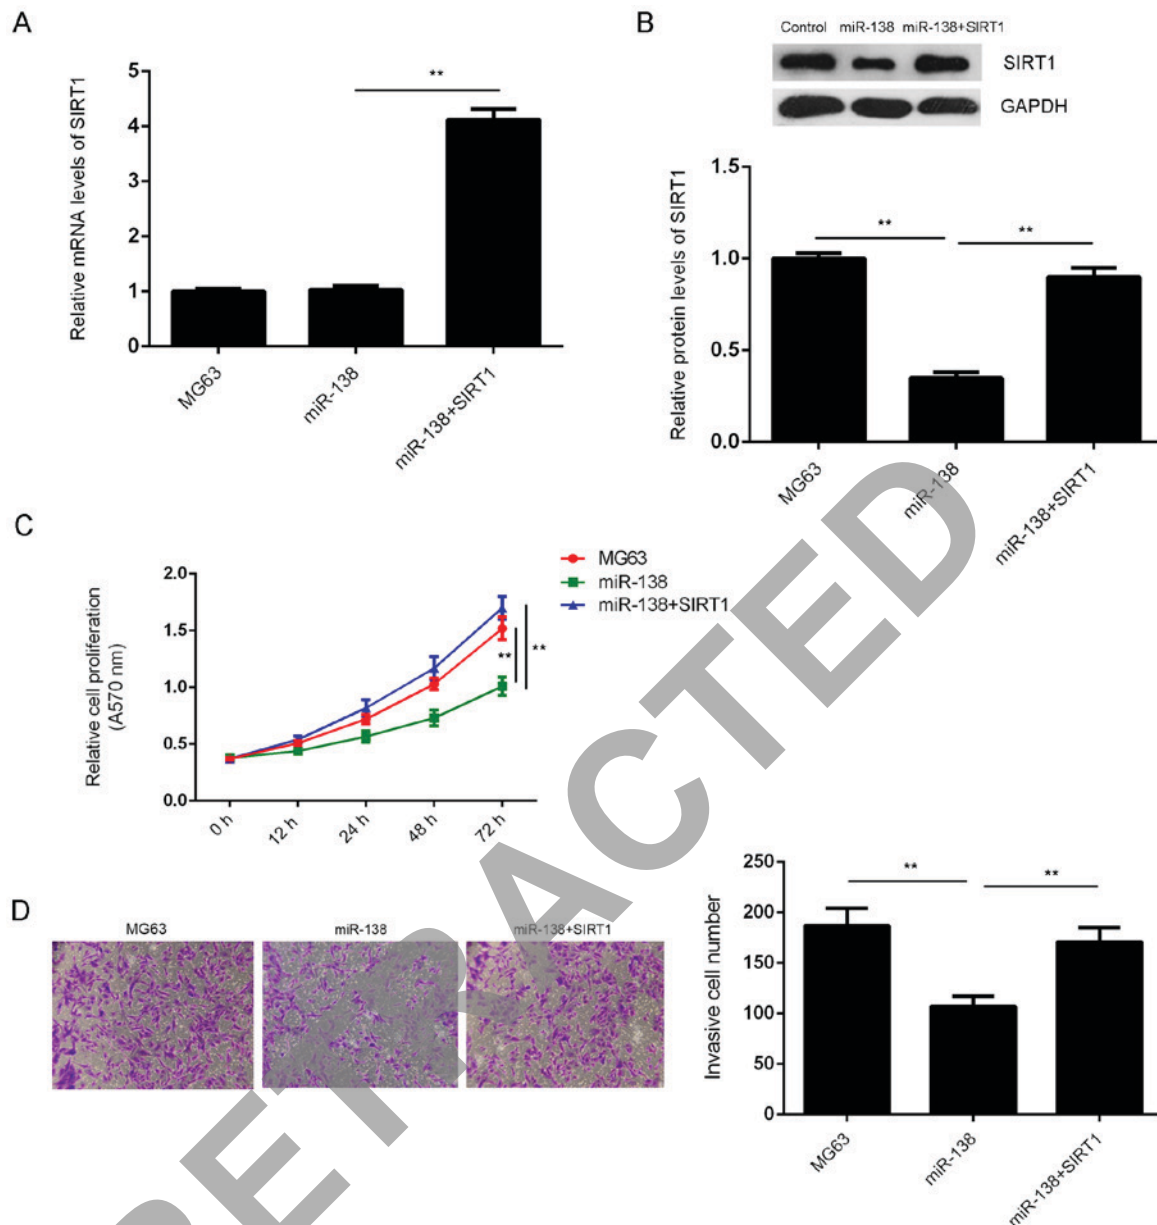 A
Relative mRNA levels of SIRT1
5
4
3
2
1
0
**
MG63
miR-138
miR-138+SIRT1
B
Control miR-138 miR-138+SIRT1
SIRT1
GAPDH
Relative protein levels of SIRT1
1.5
1.0
0.5
0.0
** **
MG63
miR-138
miR-138+SIRT1
C
MG63
miR-138
miR-138+SIRT1
Relative cell proliferation
(A570 nm)
2.0
1.5
1.0
0.5
0.0
**
**
0 h
12 h
24 h
48 h
72 h
D
MG63 miR-138 miR-138+SIRT1
Invasive cell number
250
200
150
100
50
0
** **
MG63
miR-138
miR-138+SIRT1
RETRACTED